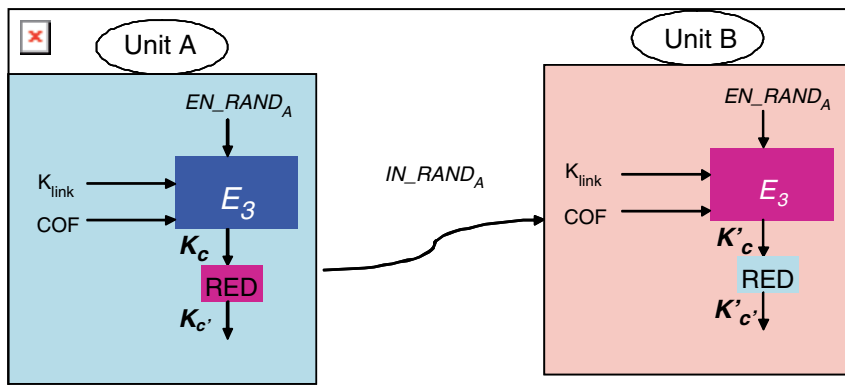 Unit A
EN_RAND_A
K_link
COF
E_3
K_c
RED
K_c'
IN_RAND_A
Unit B
EN_RAND_A
K_link
COF
E_3
K'_c
RED
K'_c'